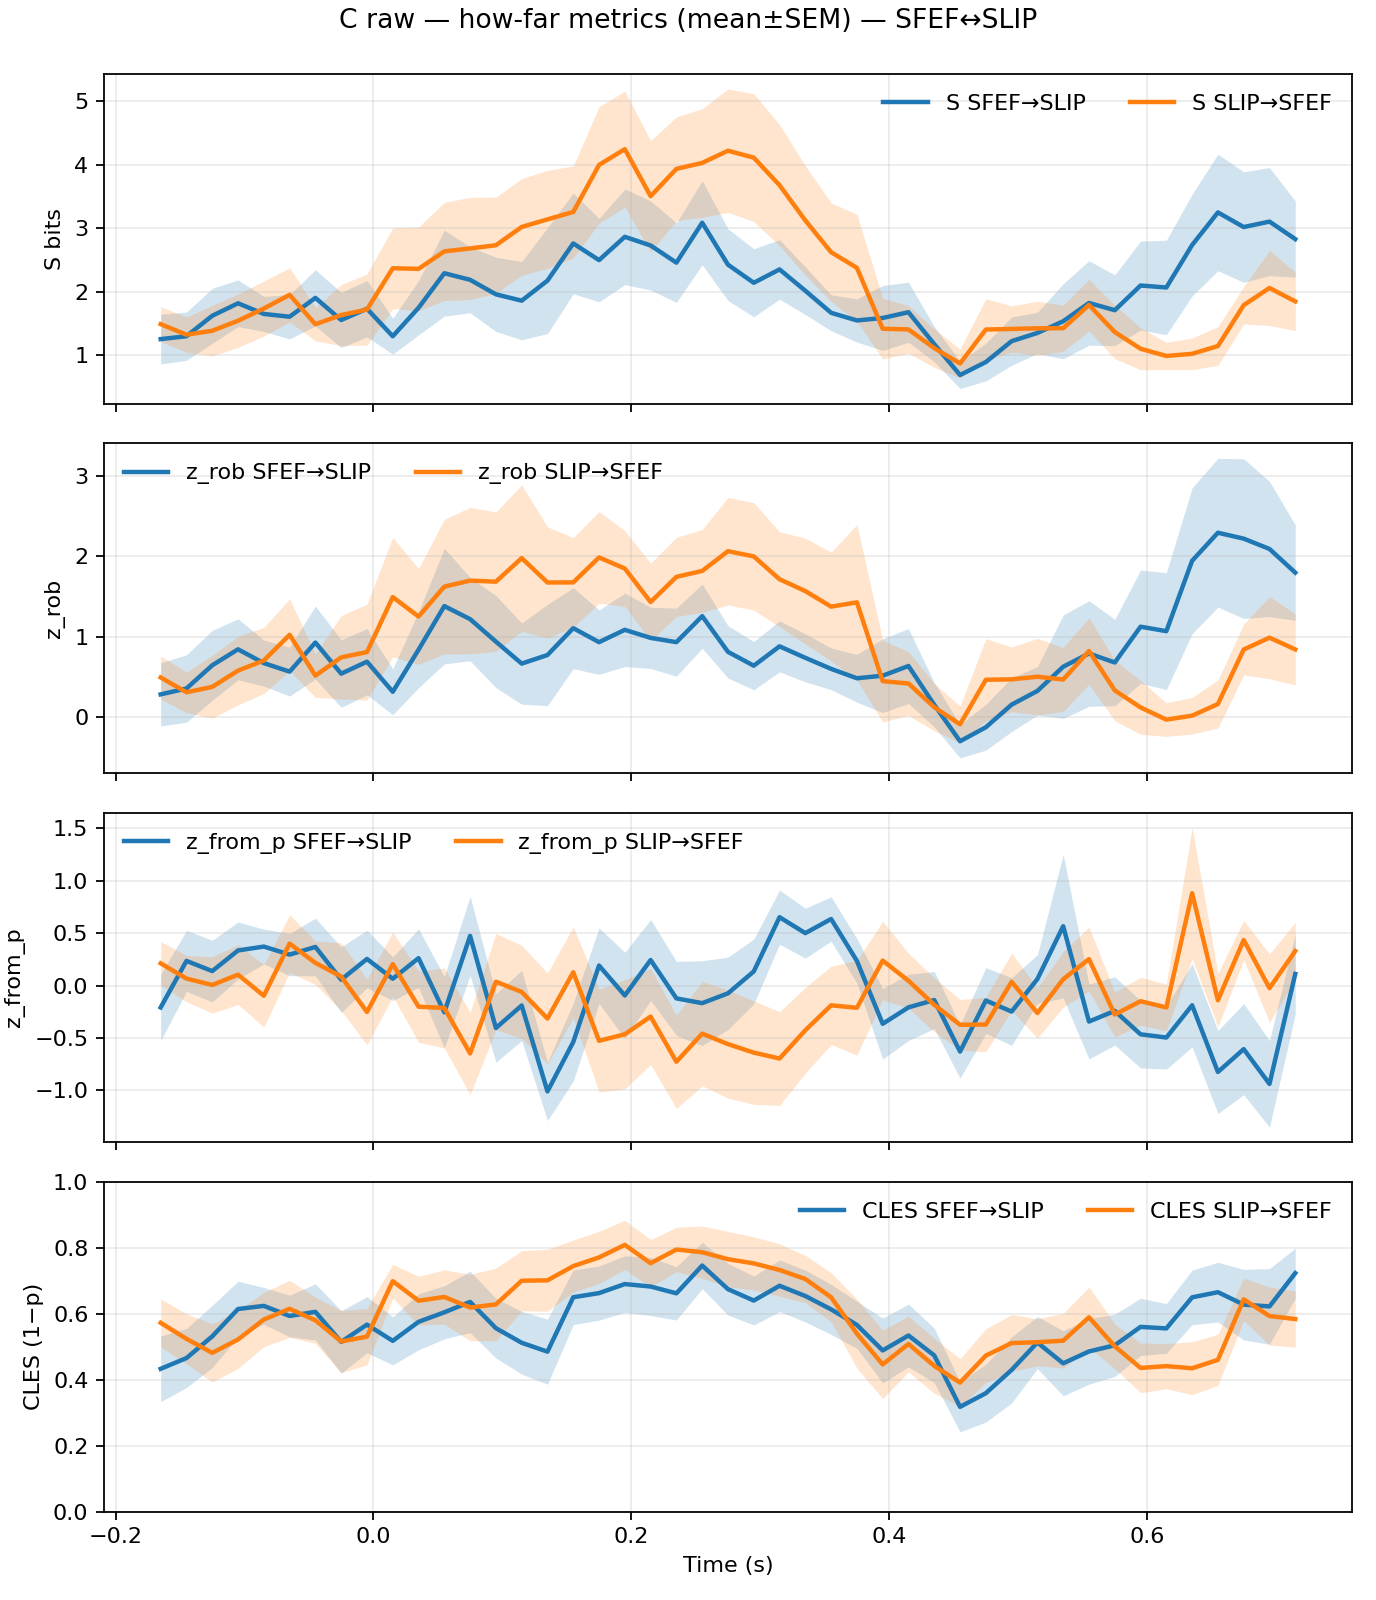 C raw — how-far metrics (mean±SEM) — SFEF↔SLIP
S SFEF→SLIP S SLIP→SFEF
S bits
5
4
3
2
1
z_rob SFEF→SLIP z_rob SLIP→SFEF
z_rob
3
2
1
0
z_from_p SFEF→SLIP z_from_p SLIP→SFEF
z_from_p
1.5
1.0
0.5
0.0
−0.5
−1.0
CLES SFEF→SLIP CLES SLIP→SFEF
CLES (1−p)
1.0
0.8
0.6
0.4
0.2
0.0
−0.2 0.0 0.2 0.4 0.6
Time (s)